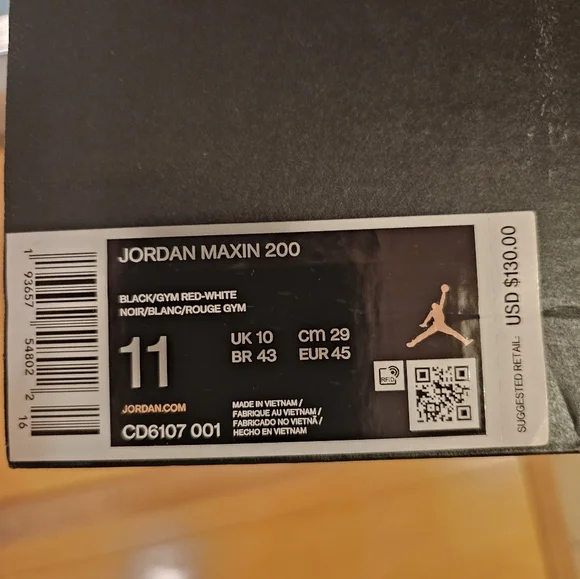 JORDAN MAXIN 200
BLACK/GYM RED-WHITE
NOIR/BLANC/ROUGE GYM
11
UK 10 cm 29
BR 43 EUR 45
RFID
JORDAN.COM
CD6107 001
MADE IN VIETNAM /
FABRIQUE AU VIETNAM /
FABRICADO NO VIETNÃ /
HECHO EN VIETNAM
1 93657 54802 2 16
SUGGESTED RETAIL: USD $130.00